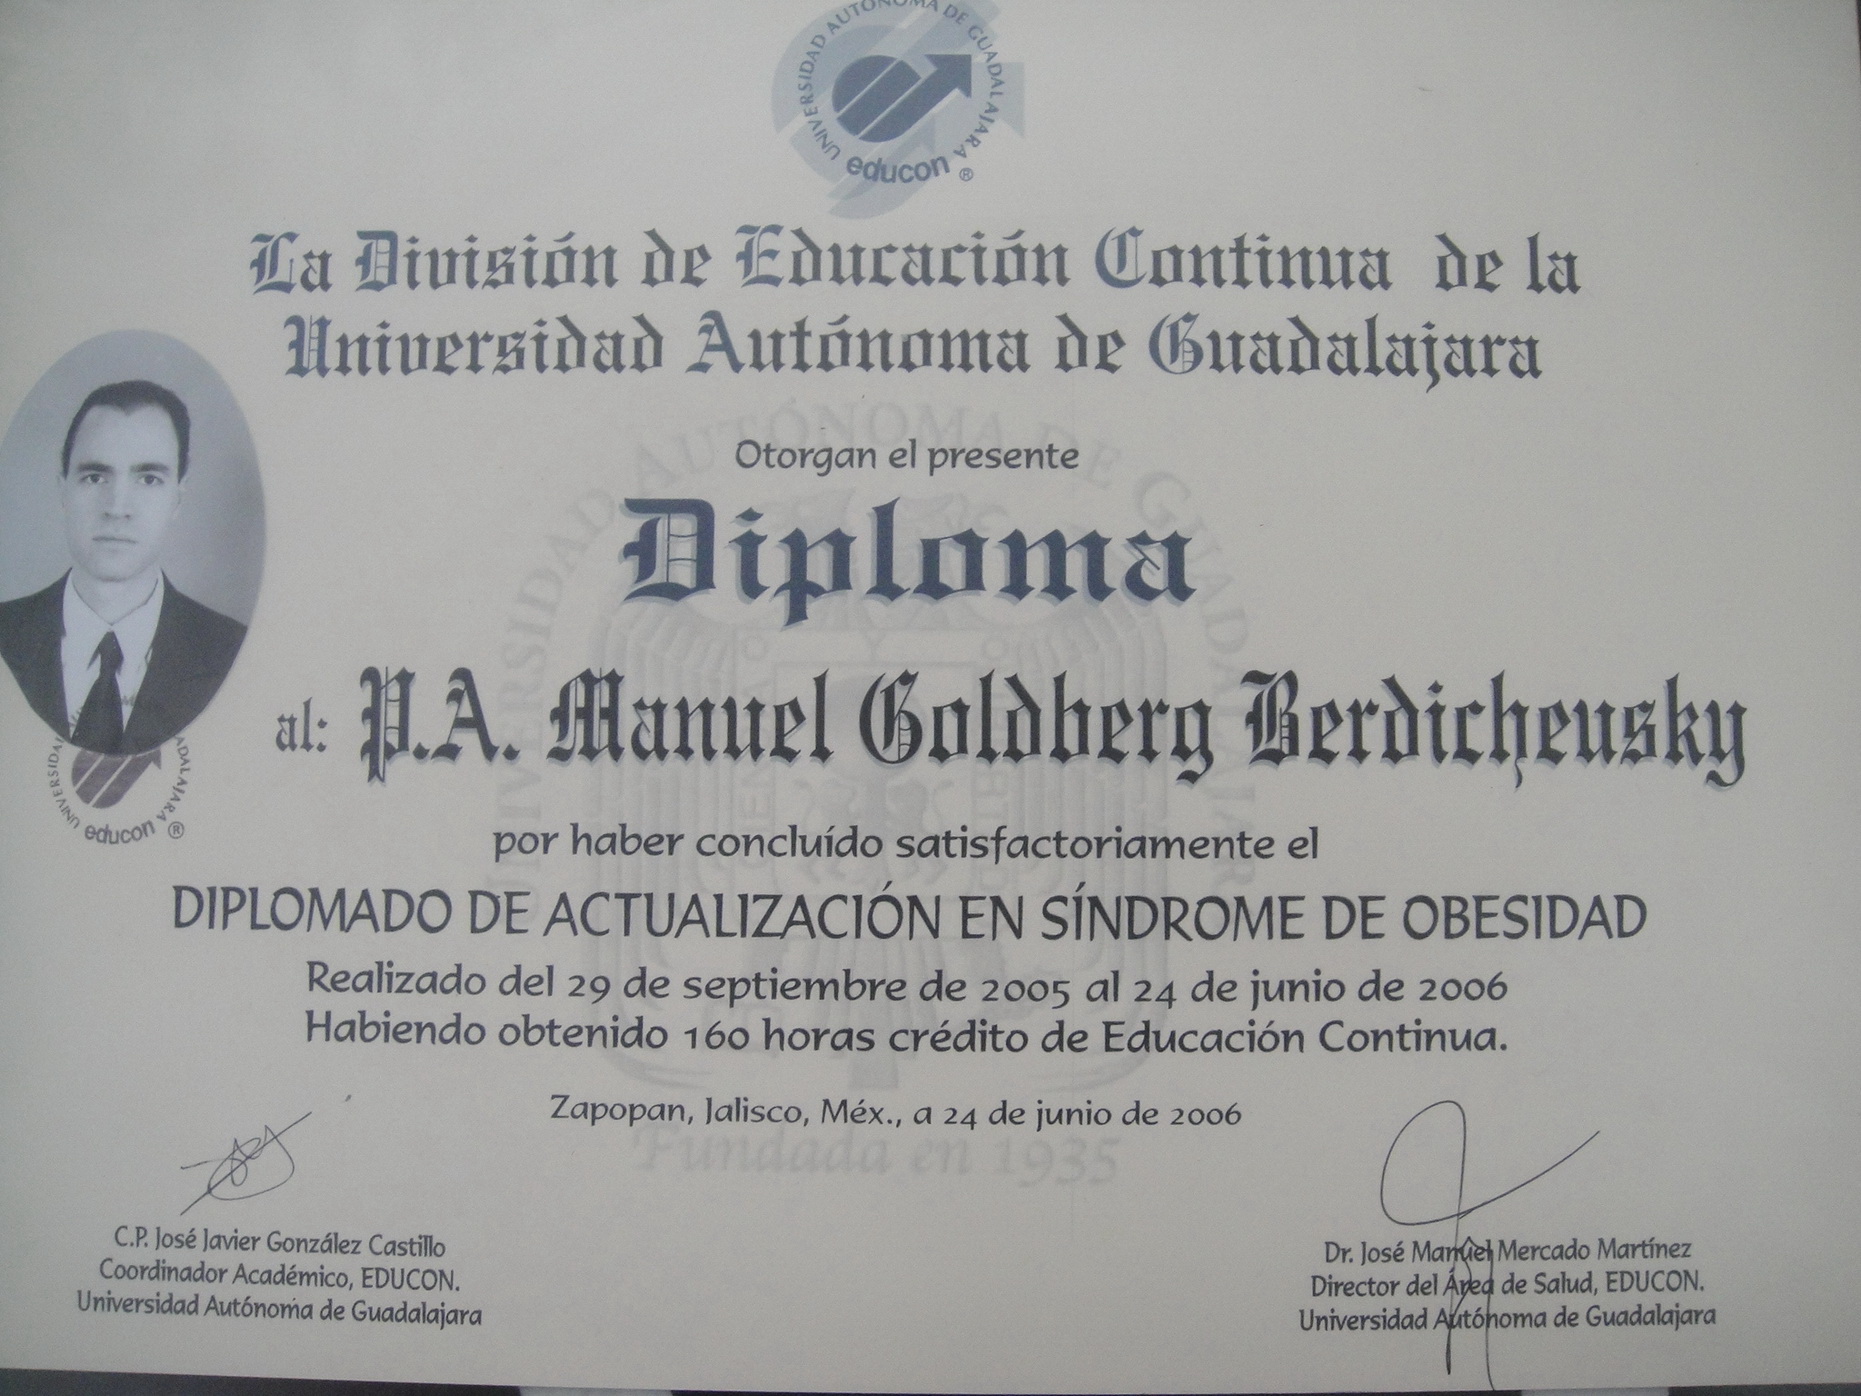 UNIVERSIDAD AUTÓNOMA DE GUADALAJARA
educon ®
La División de Educación Continua de la
Universidad Autónoma de Guadalajara
Otorgan el presente
Diploma
al: P.A. Manuel Goldberg Berdichevsky
UNIVERSIDAD AUTÓNOMA DE GUADALAJARA
educon ®
por haber concluído satisfactoriamente el
DIPLOMADO DE ACTUALIZACIÓN EN SÍNDROME DE OBESIDAD
Realizado del 29 de septiembre de 2005 al 24 de junio de 2006
Habiendo obtenido 160 horas crédito de Educación Continua.
Zapopan, Jalisco, Méx., a 24 de junio de 2006
Fundada en 1935
C.P. José Javier González Castillo
Coordinador Académico, EDUCON.
Universidad Autónoma de Guadalajara
Dr. José Manuel Mercado Martínez
Director del Área de Salud, EDUCON.
Universidad Autónoma de Guadalajara